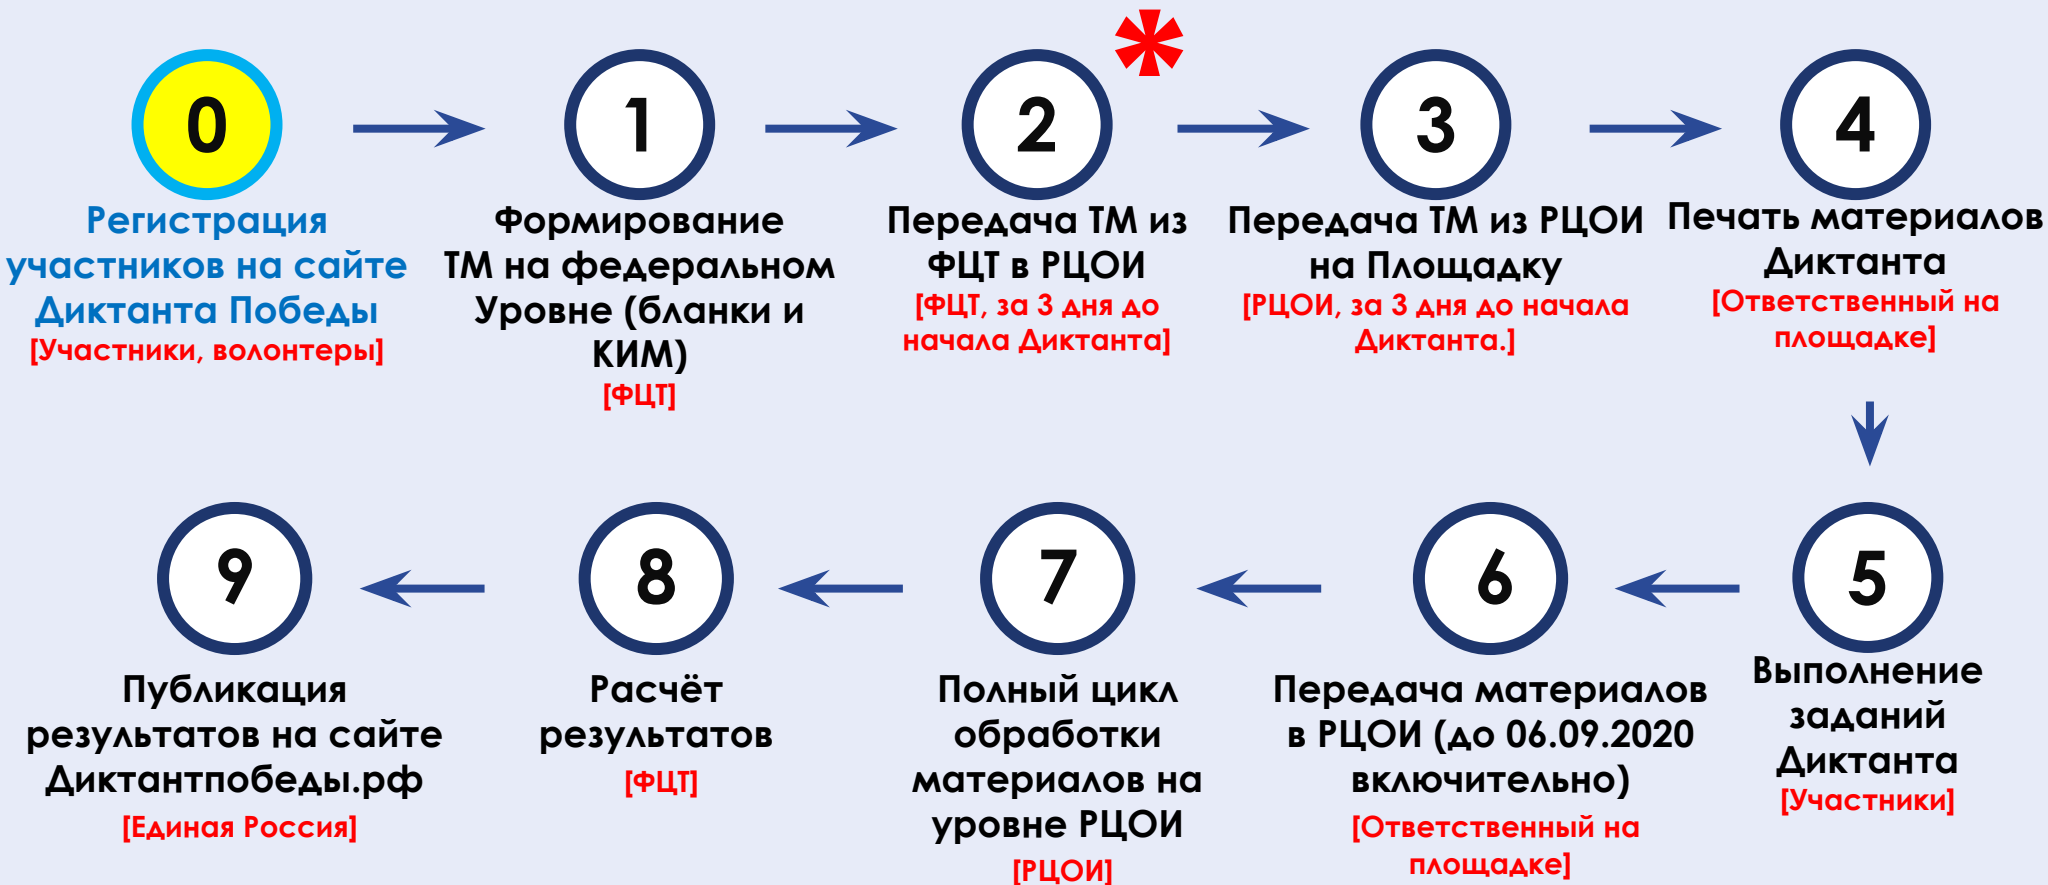 0
Регистрация
участников на сайте
Диктанта Победы
[Участники, волонтеры]
1
Формирование
ТМ на федеральном
Уровне (бланки и
КИМ)
[ФЦТ]
*
2
Передача ТМ из
ФЦТ в РЦОИ
[ФЦТ, за 3 дня до
начала Диктанта]
3
Передача ТМ из РЦОИ
на Площадку
[РЦОИ, за 3 дня до начала
Диктанта.]
4
Печать материалов
Диктанта
[Ответственный на
площадке]
5
Выполнение
заданий
Диктанта
[Участники]
6
Передача материалов
в РЦОИ (до 06.09.2020
включительно)
[Ответственный на
площадке]
7
Полный цикл
обработки
материалов на
уровне РЦОИ
[РЦОИ]
8
Расчёт
результатов
[ФЦТ]
9
Публикация
результатов на сайте
Диктантпобеды.рф
[Единая Россия]